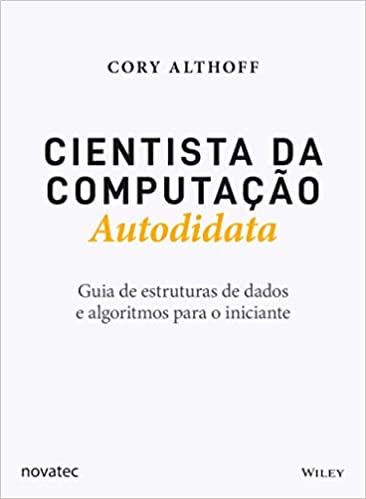 CORY ALTHOFF
CIENTISTA DA
COMPUTAÇÃO
Autodidata
Guia de estruturas de dados
e algoritmos para o iniciante
novatec
WILEY